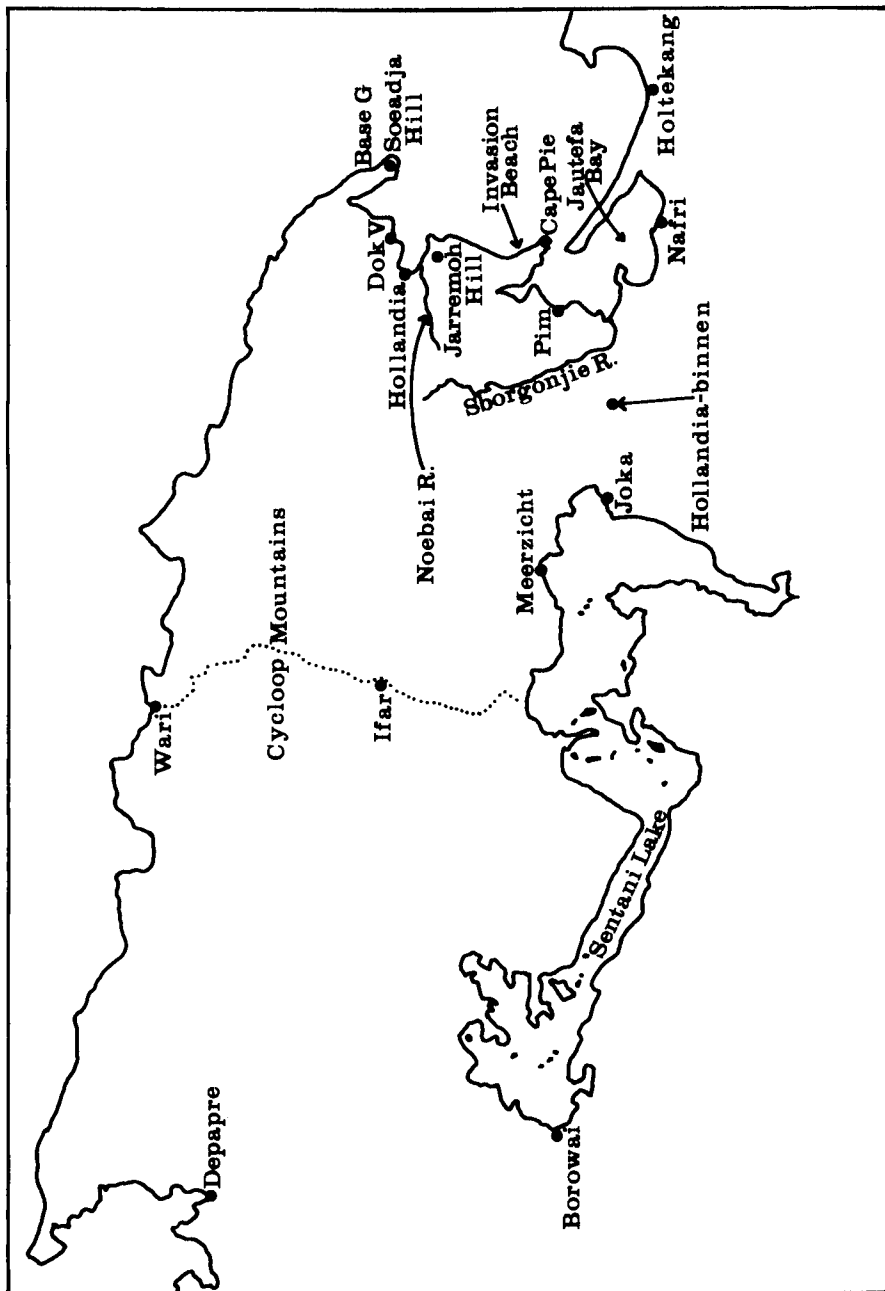 Depapre
Wari
Cycloop Mountains
Ifar
Base G
Soeadja
Hill
Dok V
Hollandia
Noebai R.
Jarremoh
Hill
Invasion
Beach
Cape Pie
Jautefa
Bay
Holtekang
Nafri
Pim
Sborgonjie R.
Hollandia-binnen
Joka
Meerzicht
Sentani Lake
Borowai